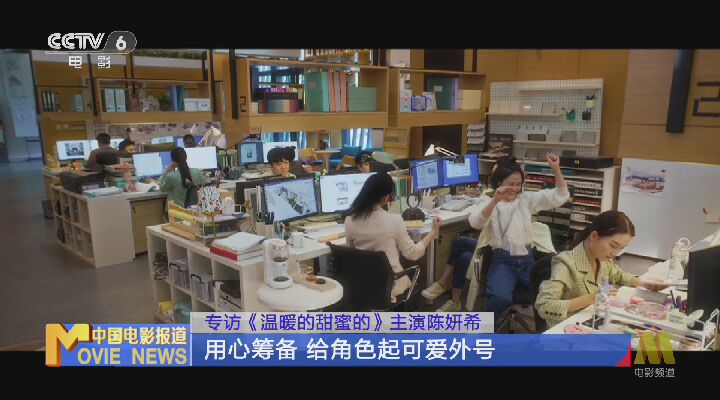 CCTV 6
电影
专访《温暖的甜蜜的》主演陈妍希
中国电影报道
MOVIE NEWS
用心筹备 给角色起可爱外号
电影频道